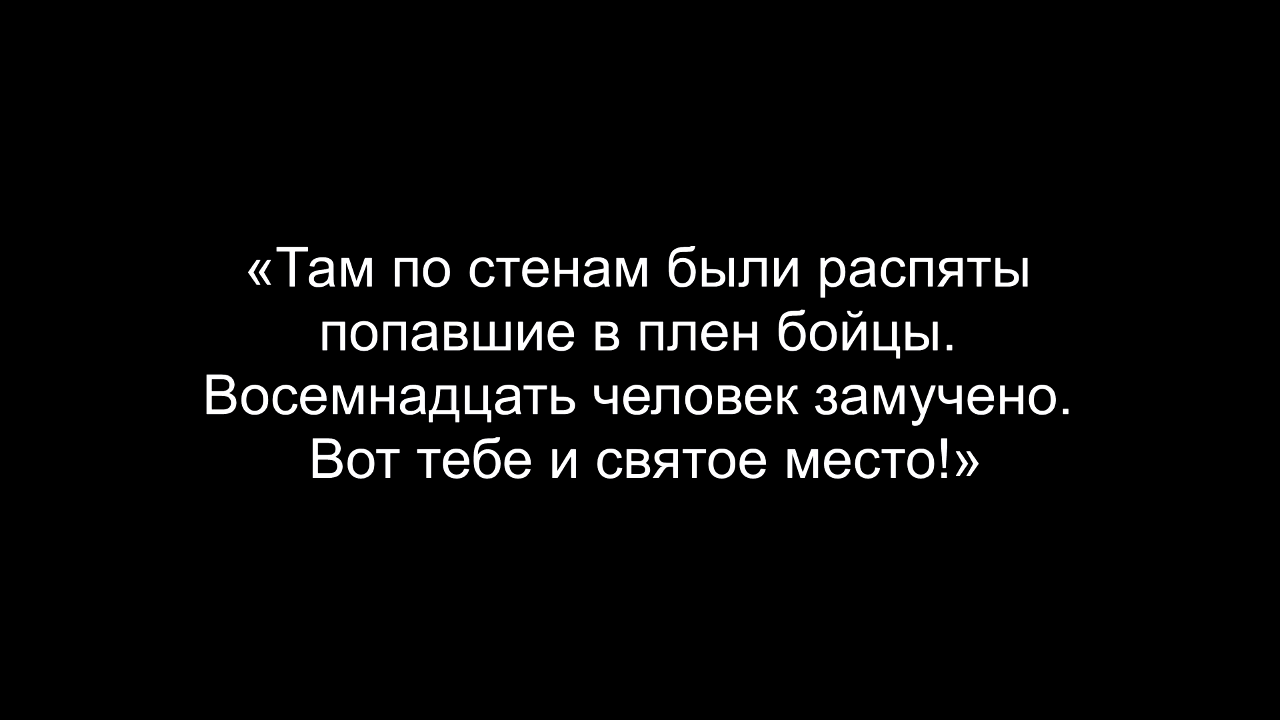 «Там по стенам были распяты
попавшие в плен бойцы.
Восемнадцать человек замучено.
Вот тебе и святое место!»